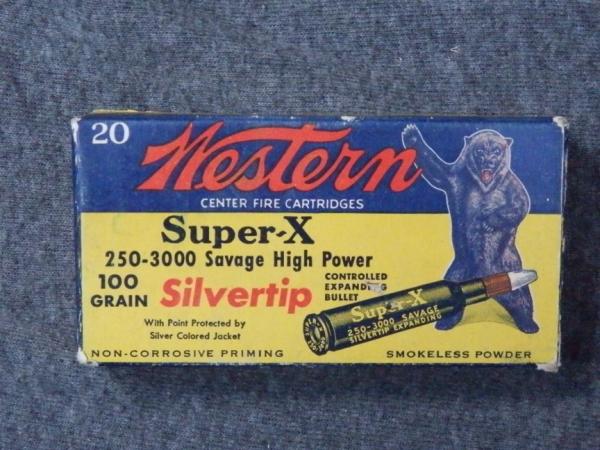 20
Western
CENTER FIRE CARTRIDGES
Super-X
250-3000 Savage High Power
100 GRAIN
Silvertip
CONTROLLED
EXPANDING
BULLET
With Point Protected by
Silver Colored Jacket
Super-X
250-3000 SAVAGE
SILVERTIP EXPANDING
NON-CORROSIVE PRIMING
SMOKELESS POWDER